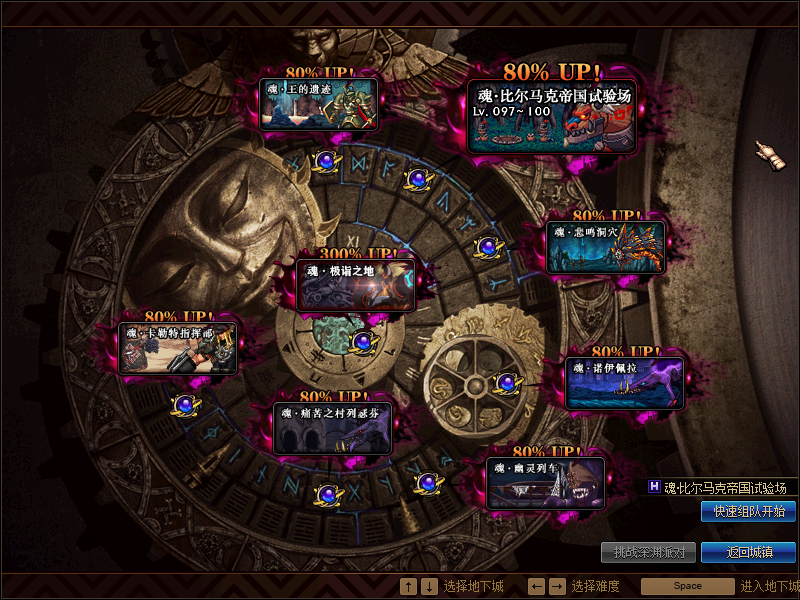 80% UP!
魂·王的遗迹
80% UP!
魂·比尔马克帝国试验场
Lv. 097~100
80% UP!
魂·悲鸣洞穴
XI
300% UP!
魂·极诣之地
80% UP!
魂·卡勒特指挥部
80% UP!
魂·诺伊佩拉
80% UP!
魂·痛苦之村列瑟芬
80% UP!
魂·幽灵列车
H 魂·比尔马克帝国试验场
快速组队开始
挑战深渊派对
返回城镇
↑ ↓ 选择地下城 ← → 选择难度 Space 进入地下城